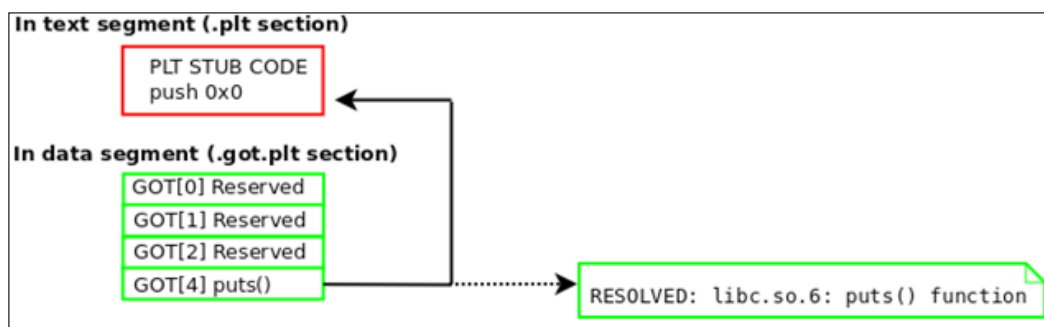 In text segment (.plt section)
PLT STUB CODE
push 0x0
In data segment (.got.plt section)
GOT[0] Reserved
GOT[1] Reserved
GOT[2] Reserved
GOT[4] puts()
RESOLVED: libc.so.6: puts() function